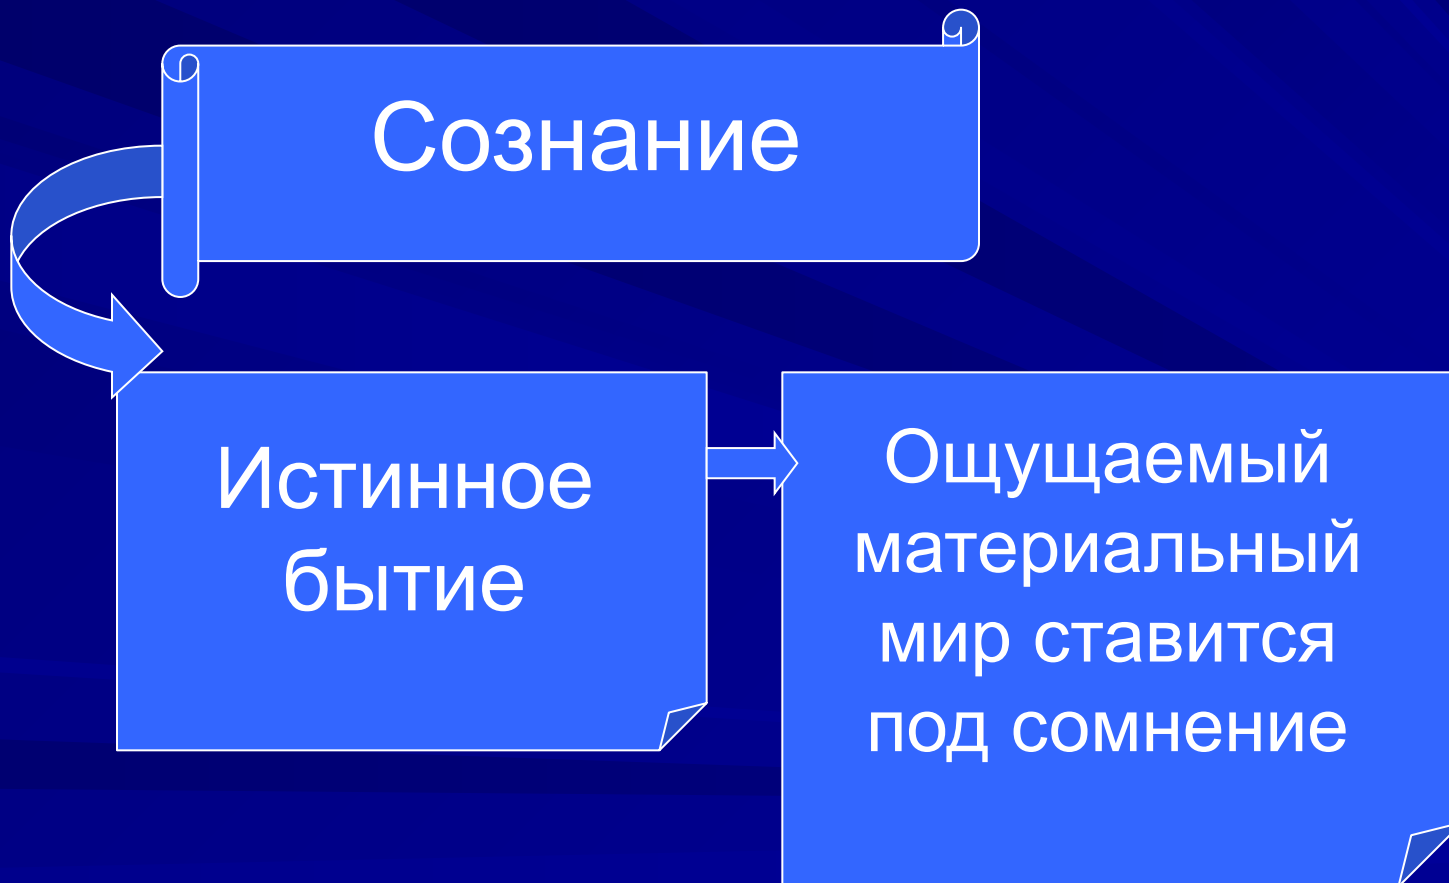 Сознание
Истинное
бытие
Ощущаемый
материальный
мир ставится
под сомнение